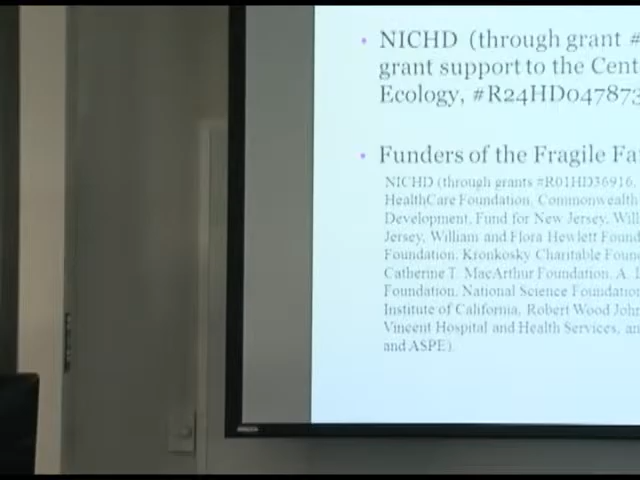 • NICHD (through grant #
grant support to the Cent
Ecology, #R24HD047873
• Funders of the Fragile Fa
NICHD (through grants #R01HD36916,
HealthCare Foundation, Commonwealth
Development, Fund for New Jersey, Will
Jersey, William and Flora Hewlett Found
Foundation, Kronkosky Charitable Foun
Catherine T. MacArthur Foundation, A. L
Foundation, National Science Foundation
Institute of California, Robert Wood John
Vincent Hospital and Health Services, an
and ASPE).